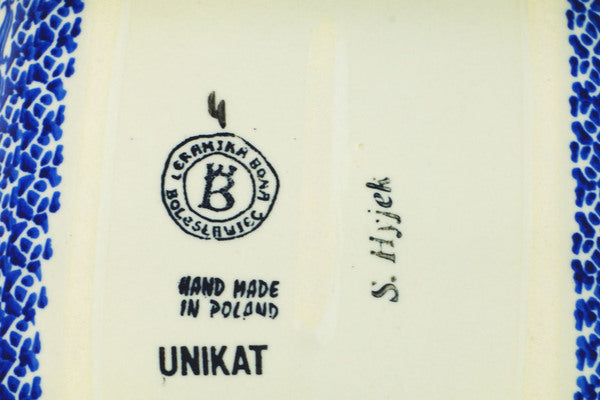 4
CERAMIKA BONA
B
BOLESŁAWIEC
HAND MADE
IN POLAND
UNIKAT
S. Hyjek